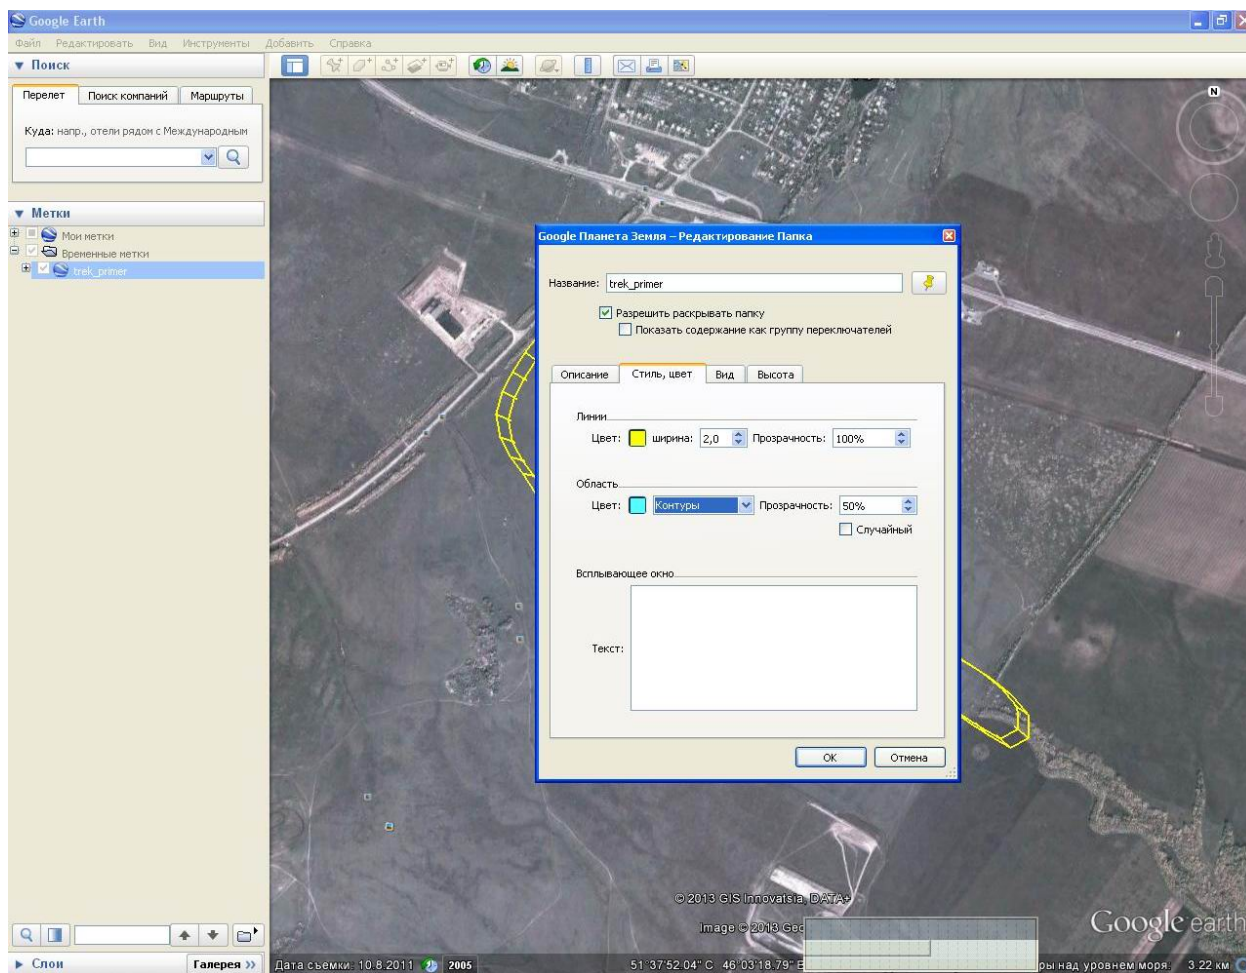 Google Earth
Файл Редактировать Вид Инструменты Добавить Справка
Поиск
Перелет Поиск компаний Маршруты
Куда: напр., отели рядом с Международным
Метки
Мои метки
Временные метки
trek_primer
Google Планета Земля – Редактирование Папка
Название: trek_primer
Разрешить раскрывать папку
Показать содержание как группу переключателей
Описание Стиль, цвет Вид Высота
Линии
Цвет: ширина: 2,0 Прозрачность: 100%
Область
Цвет: Контуры Прозрачность: 50%
Случайный
Всплывающее окно
Текст:
OK Отмена
N
© 2013 GIS Innovatsia, DATA+
Image © 2013 Geo
Google earth
Слои Галерея >>
Дата съемки: 10.8.2011 2005 51°37'52.04" С 46°03'18.79" В ры над уровнем моря: 3.22 км